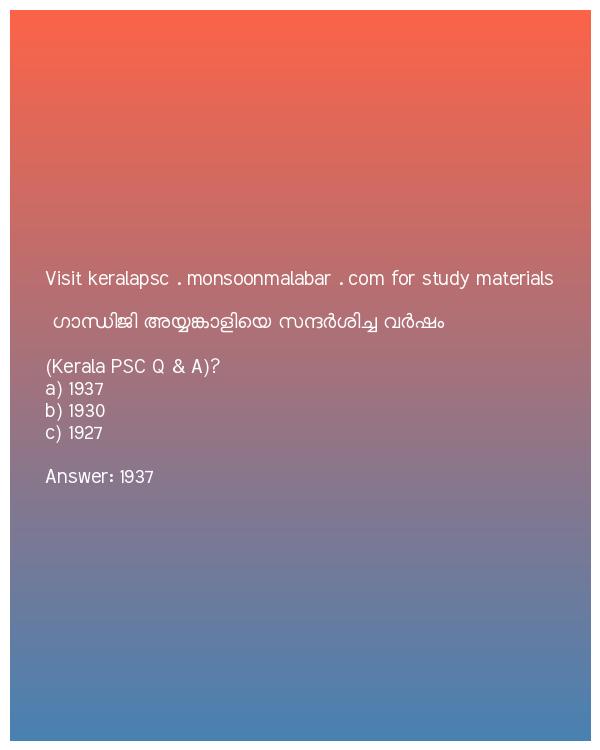 Visit keralapsc . monsoonmalabar . com for study materials
ഗാന്ധിജി അയ്യങ്കാളിയെ സന്ദർശിച്ച വർഷം
(Kerala PSC Q & A)?
a) 1937
b) 1930
c) 1927
Answer: 1937